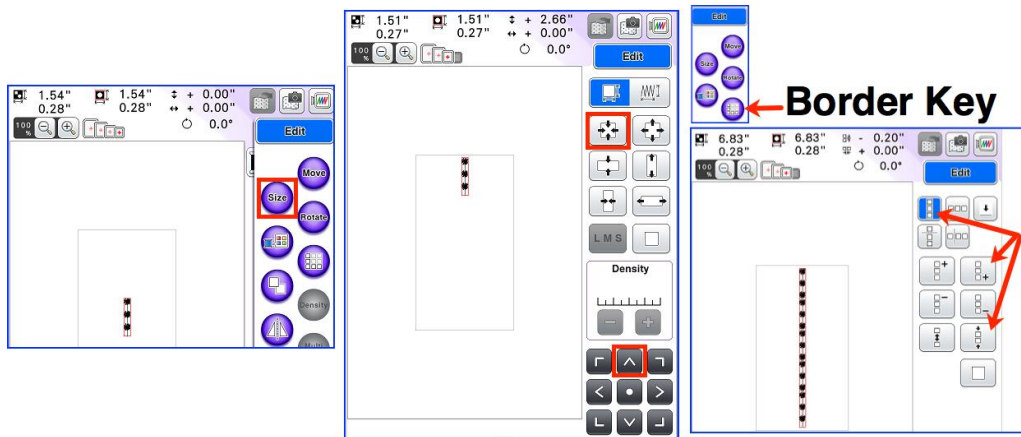 1.54" 1.54" + 0.00"
0.28" 0.28" + 0.00"
100 % 0.0°
Edit
Move
Size
Rotate
Density
1.51" 1.51" + 2.66"
0.27" 0.27" + 0.00"
100 % 0.0°
Edit
L M S
Density
Edit
Move
Size
Rotate
Border Key
6.83" 6.83" - 0.20"
0.28" 0.28" + 0.00"
100 % 0.0°
Edit